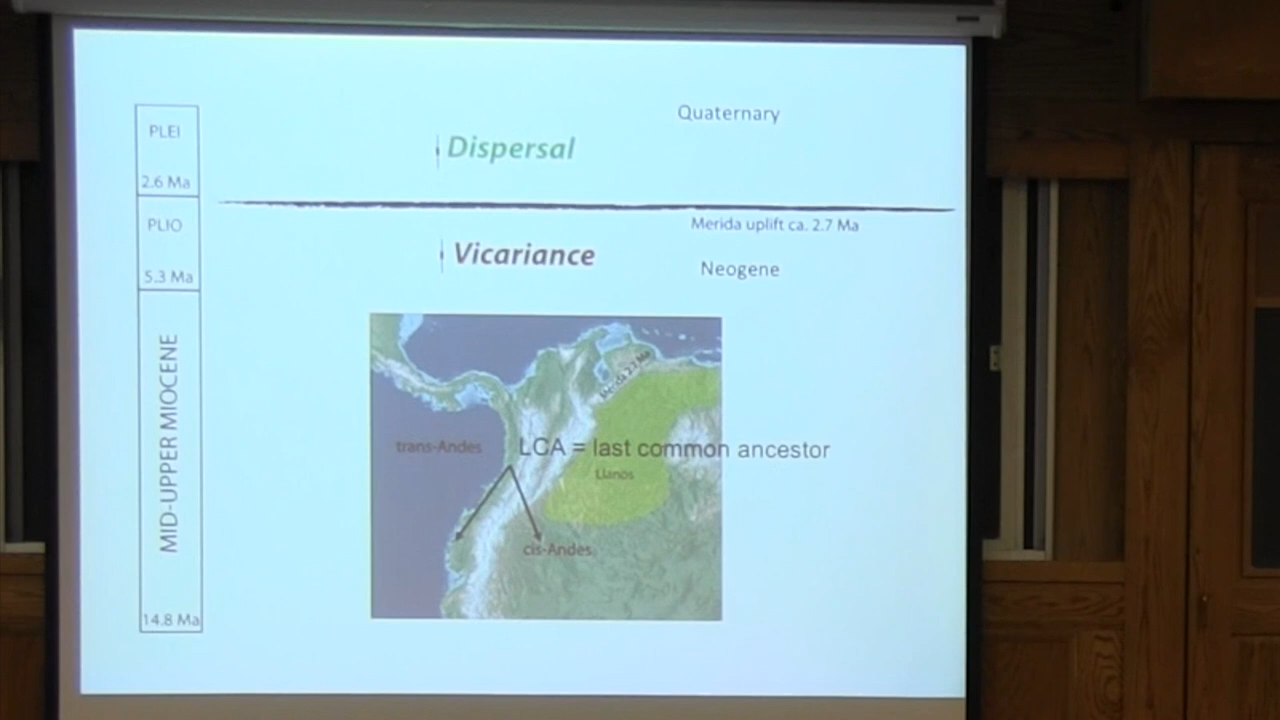 Quaternary
PLEI
Dispersal
2.6 Ma
PLIO
Merida uplift ca. 2.7 Ma
Vicariance
Neogene
5.3 Ma
MID-UPPER MIOCENE
Merida
trans-Andes
LCA = last common ancestor
Llanos
cis-Andes
14.8 Ma